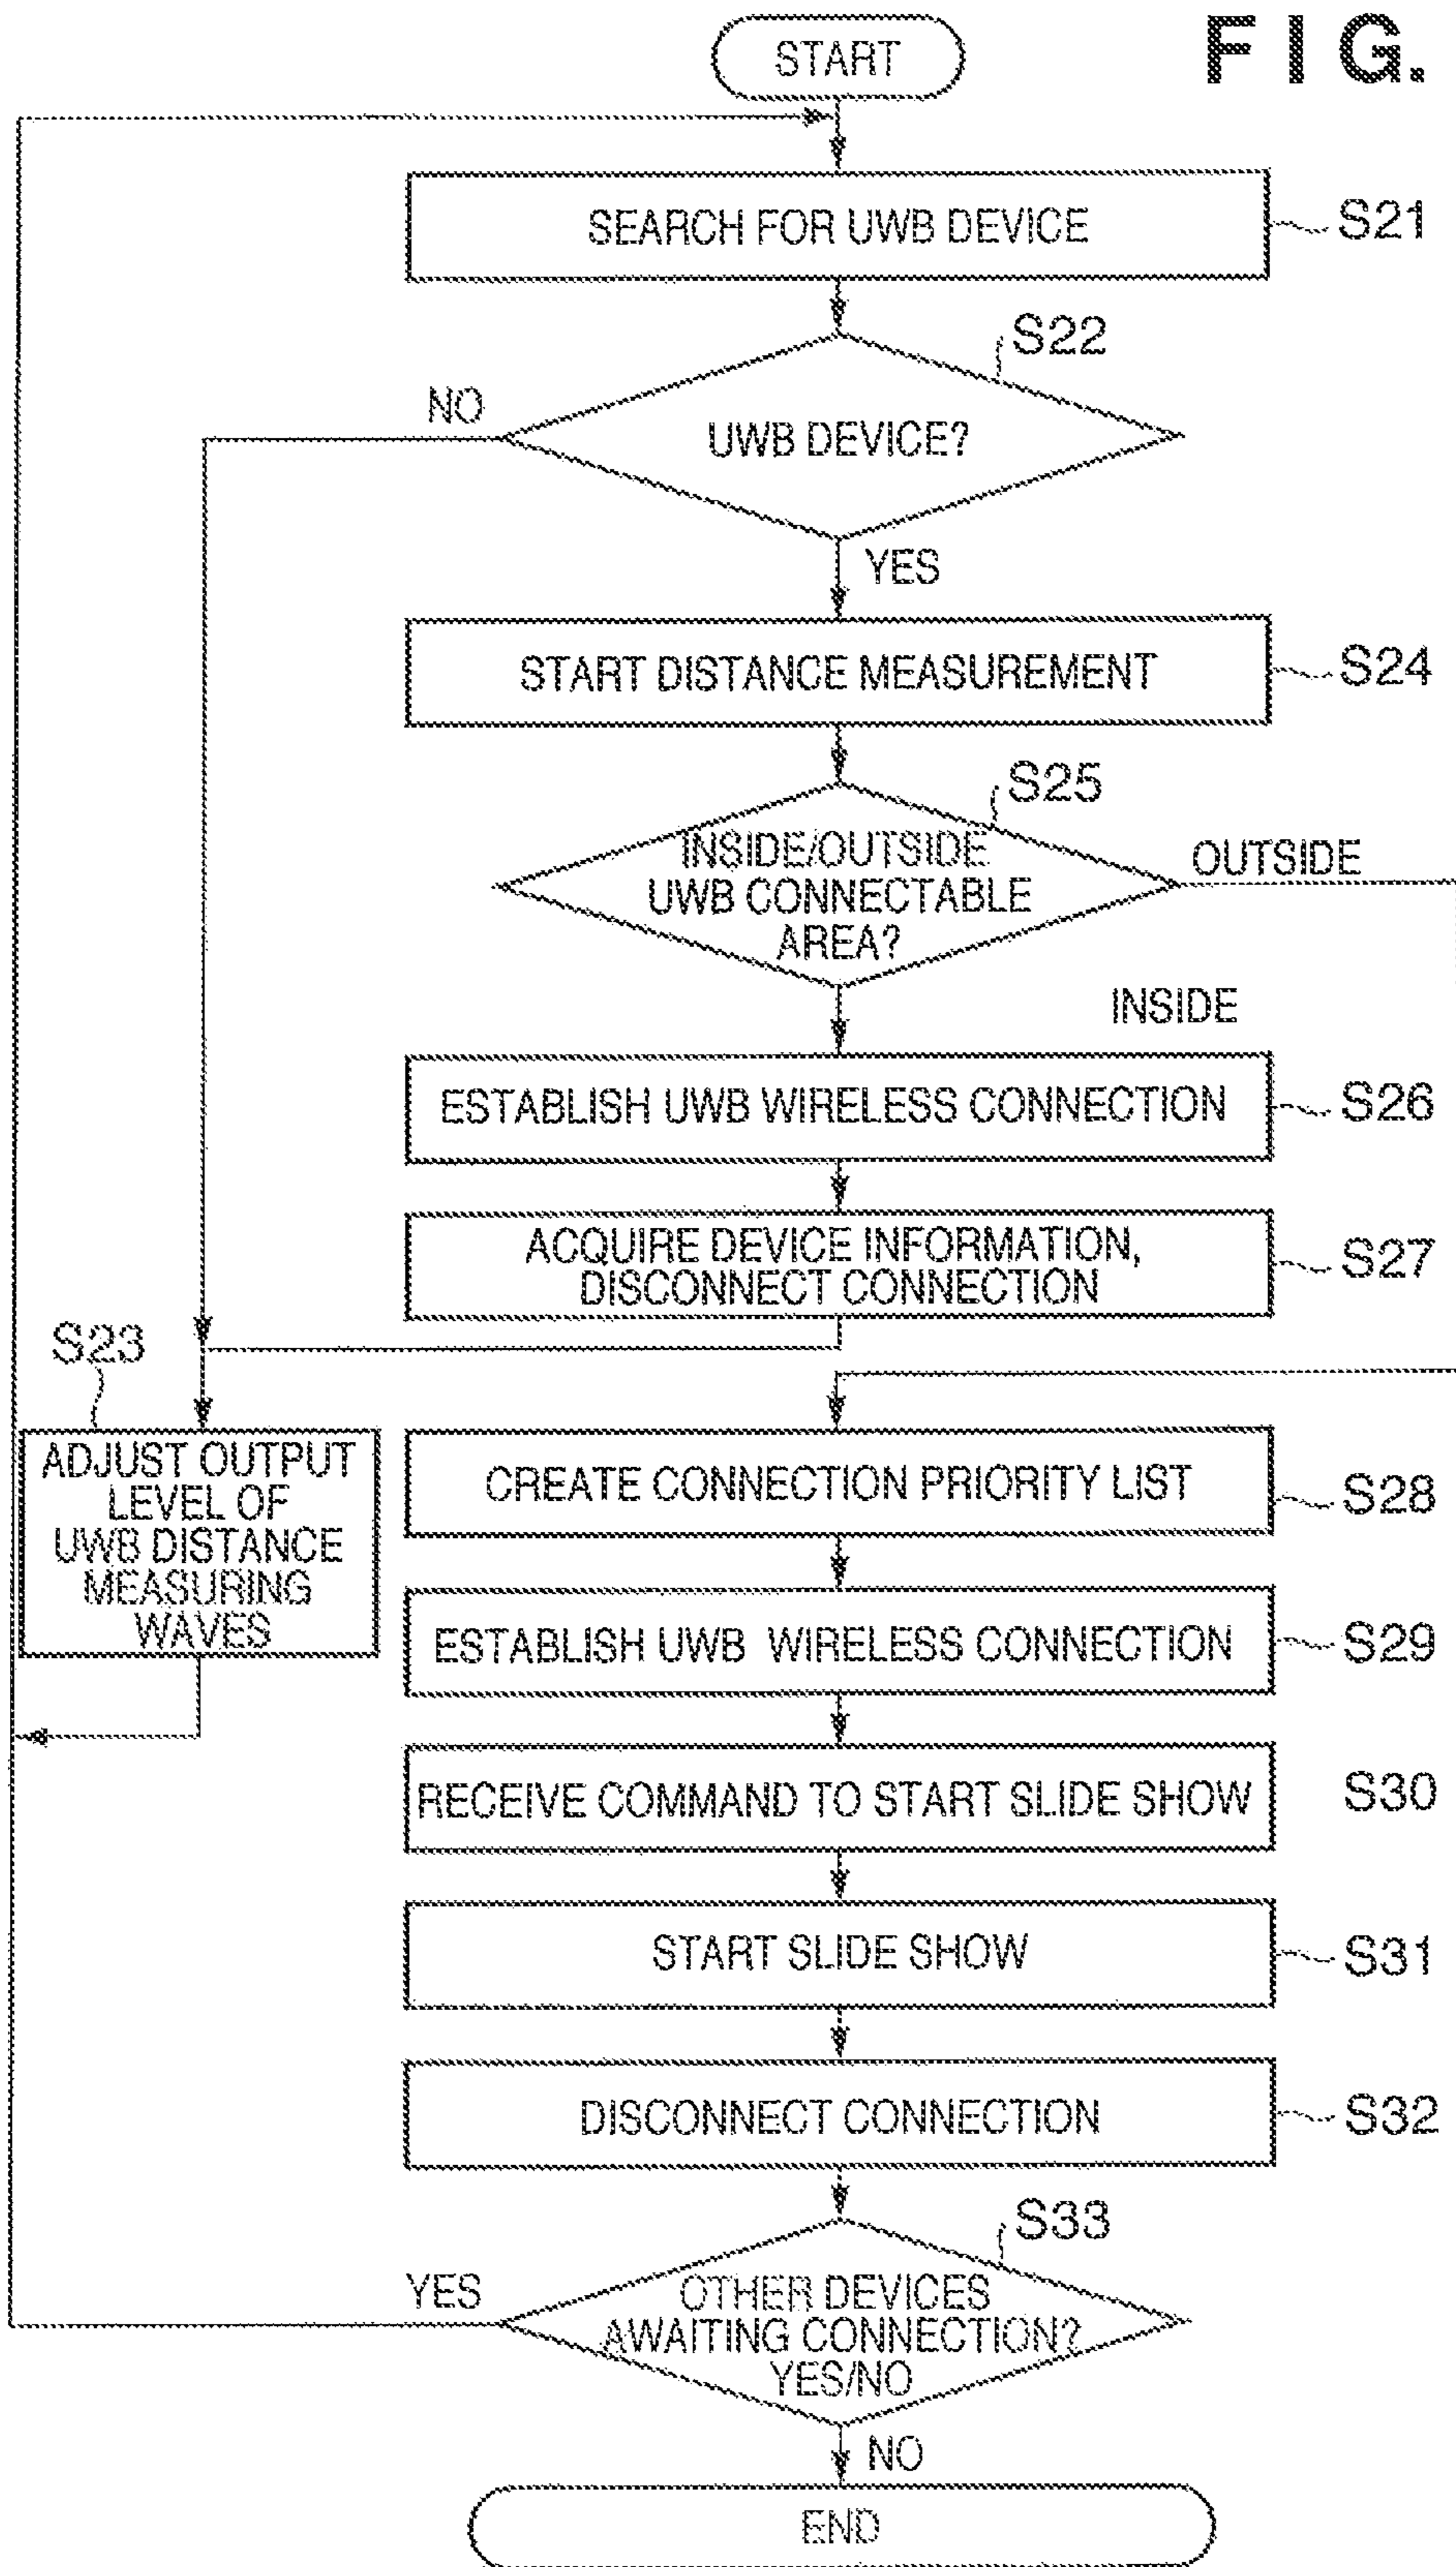 FIG.
START
SEARCH FOR UWB DEVICE
S21
S22
NO
UWB DEVICE?
YES
START DISTANCE MEASUREMENT
S24
S25
INSIDE/OUTSIDE
UWB CONNECTABLE
AREA?
OUTSIDE
INSIDE
ESTABLISH UWB WIRELESS CONNECTION
S26
ACQUIRE DEVICE INFORMATION,
DISCONNECT CONNECTION
S27
S23
ADJUST OUTPUT
LEVEL OF
UWB DISTANCE
MEASURING
WAVES
CREATE CONNECTION PRIORITY LIST
S28
ESTABLISH UWB WIRELESS CONNECTION
S29
RECEIVE COMMAND TO START SLIDE SHOW
S30
START SLIDE SHOW
S31
DISCONNECT CONNECTION
S32
S33
YES
OTHER DEVICES
AWAITING CONNECTION?
YES/NO
NO
END